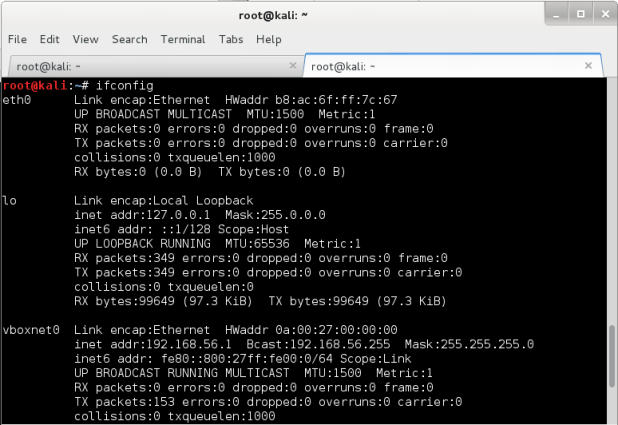 root@kali: ~
File Edit View Search Terminal Tabs Help
root@kali: ~ × root@kali: ~ ×
root@kali:~# ifconfig
eth0 Link encap:Ethernet HWaddr b8:ac:6f:ff:7c:67
UP BROADCAST MULTICAST MTU:1500 Metric:1
RX packets:0 errors:0 dropped:0 overruns:0 frame:0
TX packets:0 errors:0 dropped:0 overruns:0 carrier:0
collisions:0 txqueuelen:1000
RX bytes:0 (0.0 B) TX bytes:0 (0.0 B)
lo Link encap:Local Loopback
inet addr:127.0.0.1 Mask:255.0.0.0
inet6 addr: ::1/128 Scope:Host
UP LOOPBACK RUNNING MTU:65536 Metric:1
RX packets:349 errors:0 dropped:0 overruns:0 frame:0
TX packets:349 errors:0 dropped:0 overruns:0 carrier:0
collisions:0 txqueuelen:0
RX bytes:99649 (97.3 KiB) TX bytes:99649 (97.3 KiB)
vboxnet0 Link encap:Ethernet HWaddr 0a:00:27:00:00:00
inet addr:192.168.56.1 Bcast:192.168.56.255 Mask:255.255.255.0
inet6 addr: fe80::800:27ff:fe00:0/64 Scope:Link
UP BROADCAST RUNNING MULTICAST MTU:1500 Metric:1
RX packets:0 errors:0 dropped:0 overruns:0 frame:0
TX packets:153 errors:0 dropped:0 overruns:0 carrier:0
collisions:0 txqueuelen:1000